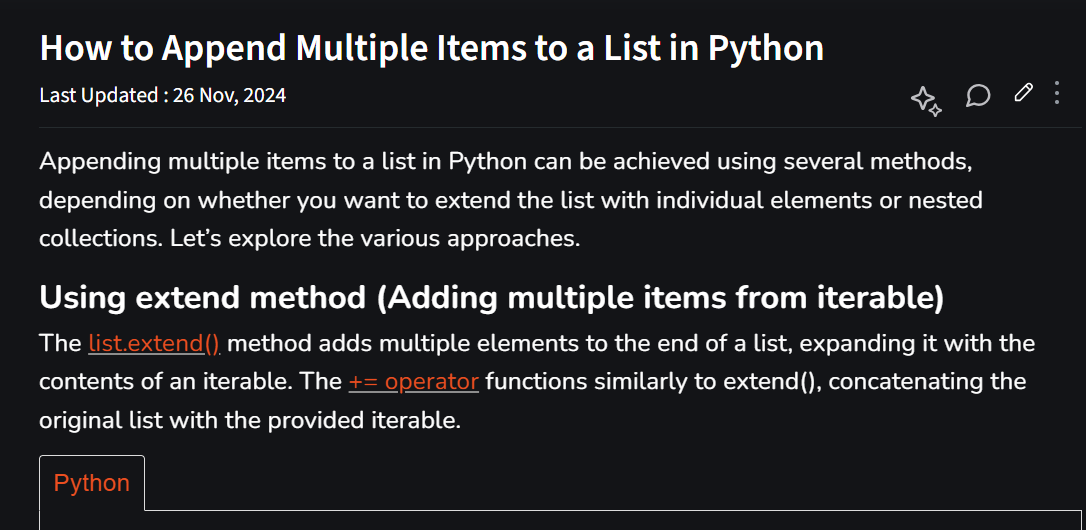 How to Append Multiple Items to a List in Python
Last Updated : 26 Nov, 2024
Appending multiple items to a list in Python can be achieved using several methods,
depending on whether you want to extend the list with individual elements or nested
collections. Let’s explore the various approaches.
Using extend method (Adding multiple items from iterable)
The list.extend() method adds multiple elements to the end of a list, expanding it with the
contents of an iterable. The += operator functions similarly to extend(), concatenating the
original list with the provided iterable.
Python